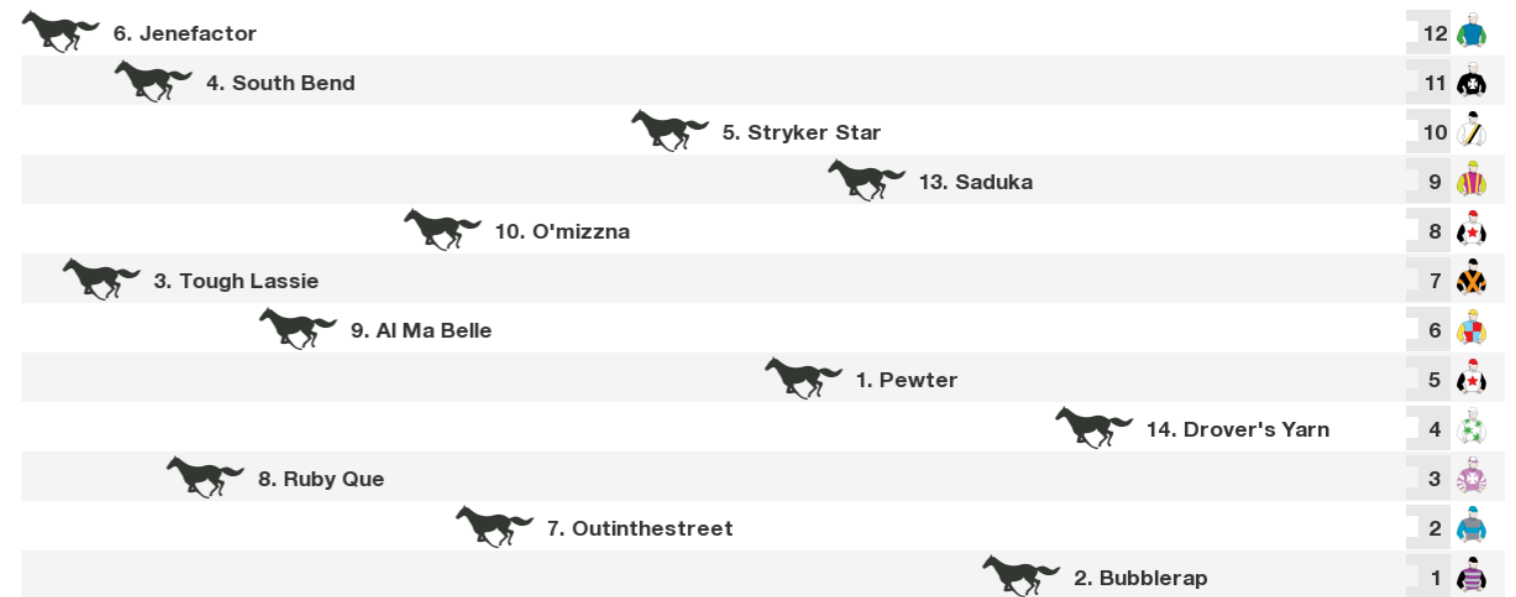 6. Jenefactor 12
4. South Bend 11
5. Stryker Star 10
13. Saduka 9
10. O'mizzna 8
3. Tough Lassie 7
9. Al Ma Belle 6
1. Pewter 5
14. Drover's Yarn 4
8. Ruby Que 3
7. Outinthestreet 2
2. Bubblerap 1